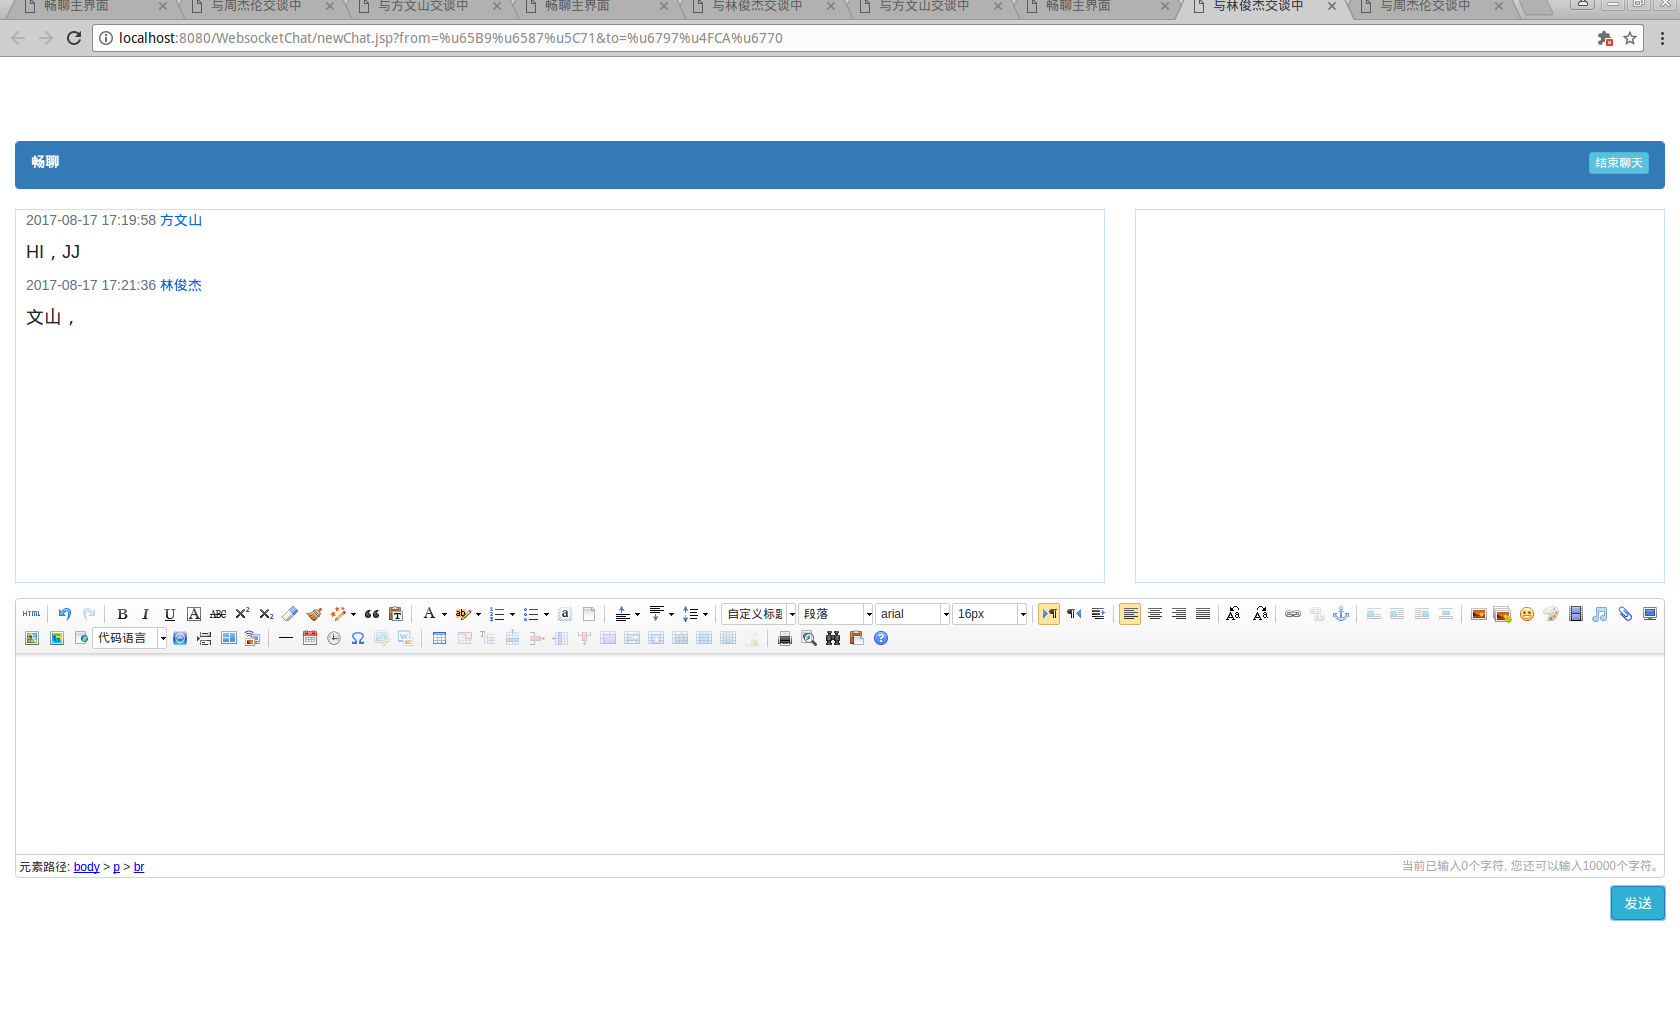 畅聊主界面 与周杰伦交谈中 与方文山交谈中 畅聊主界面 与林俊杰交谈中 与方文山交谈中 畅聊主界面 与林俊杰交谈中 与周杰伦交谈中
localhost:8080/WebsocketChat/newChat.jsp?from=%u65B9%u6587%u5C71&to=%u6797%u4FCA%u6770
畅聊 结束聊天
2017-08-17 17:19:58 方文山
HI，JJ
2017-08-17 17:21:36 林俊杰
文山，
HTML B I U A ABC X² X₂ A ab 自定义标题 段落 arial 16px
代码语言
元素路径: body > p > br 当前已输入0个字符, 您还可以输入10000个字符。
发送